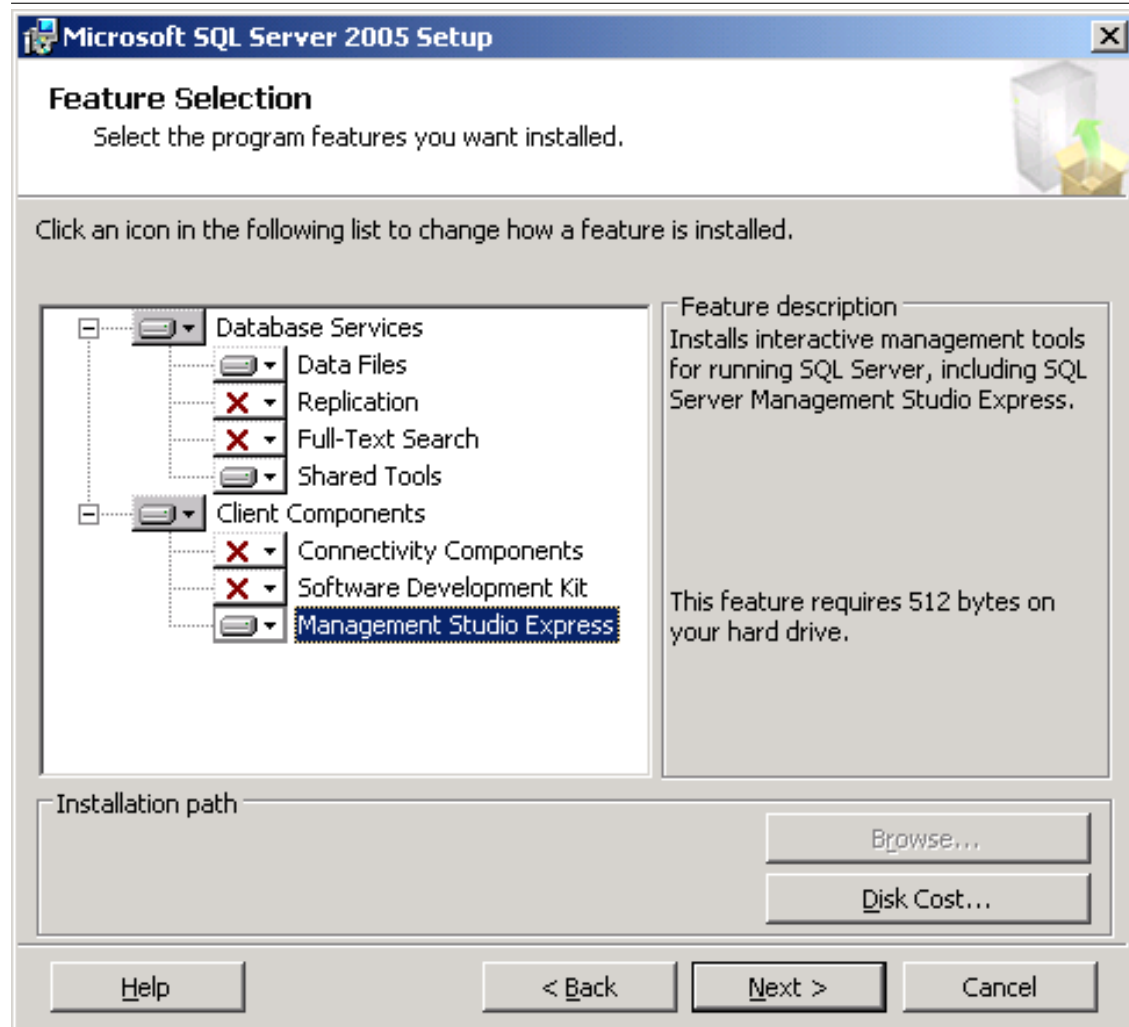 Microsoft SQL Server 2005 Setup
Feature Selection
Select the program features you want installed.
Click an icon in the following list to change how a feature is installed.
Database Services
Data Files
Replication
Full-Text Search
Shared Tools
Client Components
Connectivity Components
Software Development Kit
Management Studio Express
Feature description
Installs interactive management tools
for running SQL Server, including SQL
Server Management Studio Express.
This feature requires 512 bytes on
your hard drive.
Installation path
Browse...
Disk Cost...
Help
< Back
Next >
Cancel